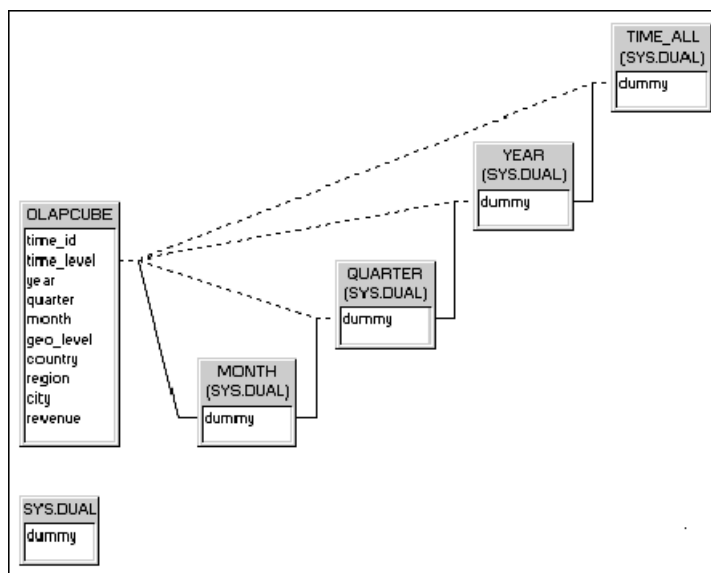 TIME_ALL
(SYS.DUAL)
dummy
YEAR
(SYS.DUAL)
dummy
OLAPCUBE
time_id
time_level
year
quarter
month
geo_level
country
region
city
revenue
QUARTER
(SYS.DUAL)
dummy
MONTH
(SYS.DUAL)
dummy
SYS.DUAL
dummy